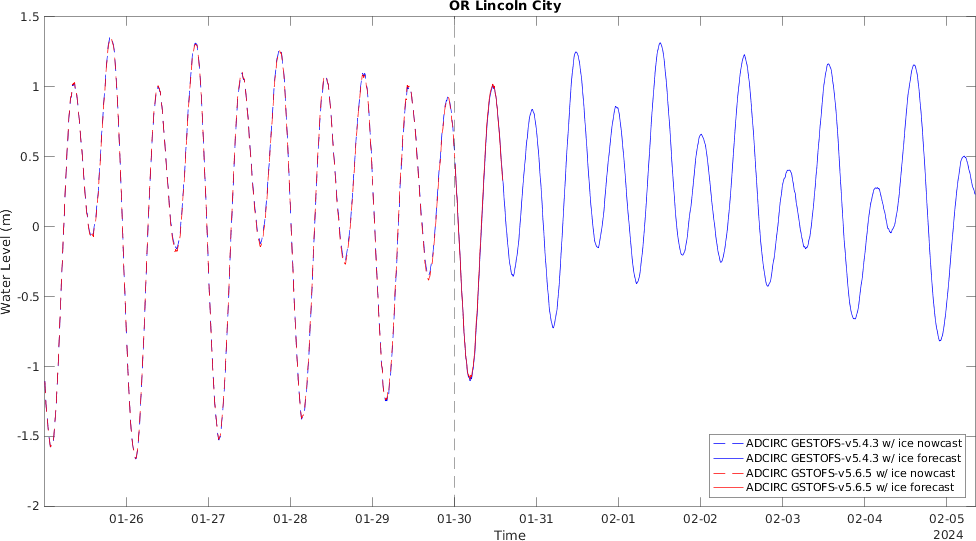 OR Lincoln City
1.5
1
0.5
0
-0.5
-1
-1.5
-2
Water Level (m)
ADCIRC GESTOFS-v5.4.3 w/ ice nowcast
ADCIRC GESTOFS-v5.4.3 w/ ice forecast
ADCIRC GSTOFS-v5.6.5 w/ ice nowcast
ADCIRC GSTOFS-v5.6.5 w/ ice forecast
01-26 01-27 01-28 01-29 01-30 01-31 02-01 02-02 02-03 02-04 02-05
Time 2024